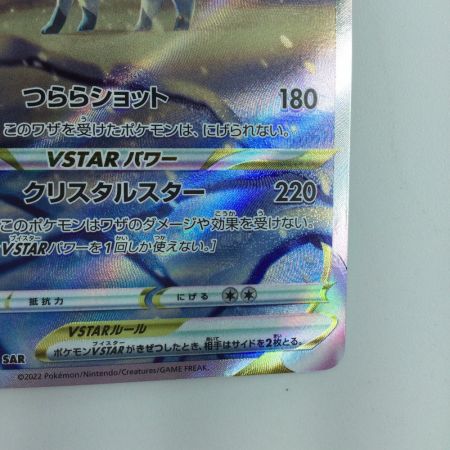 つららショット 180
このワザを受けたポケモンは、にげられない。
VSTARパワー
クリスタルスター 220
このポケモンはワザのダメージや効果を受けない。
VSTARパワーを1回しか使えない。]
抵抗力 にげる
VSTARルール
ポケモンVSTARがきぜつしたとき、相手はサイドを2枚とる。
SAR
©2022 Pokémon/Nintendo/Creatures/GAME FREAK.